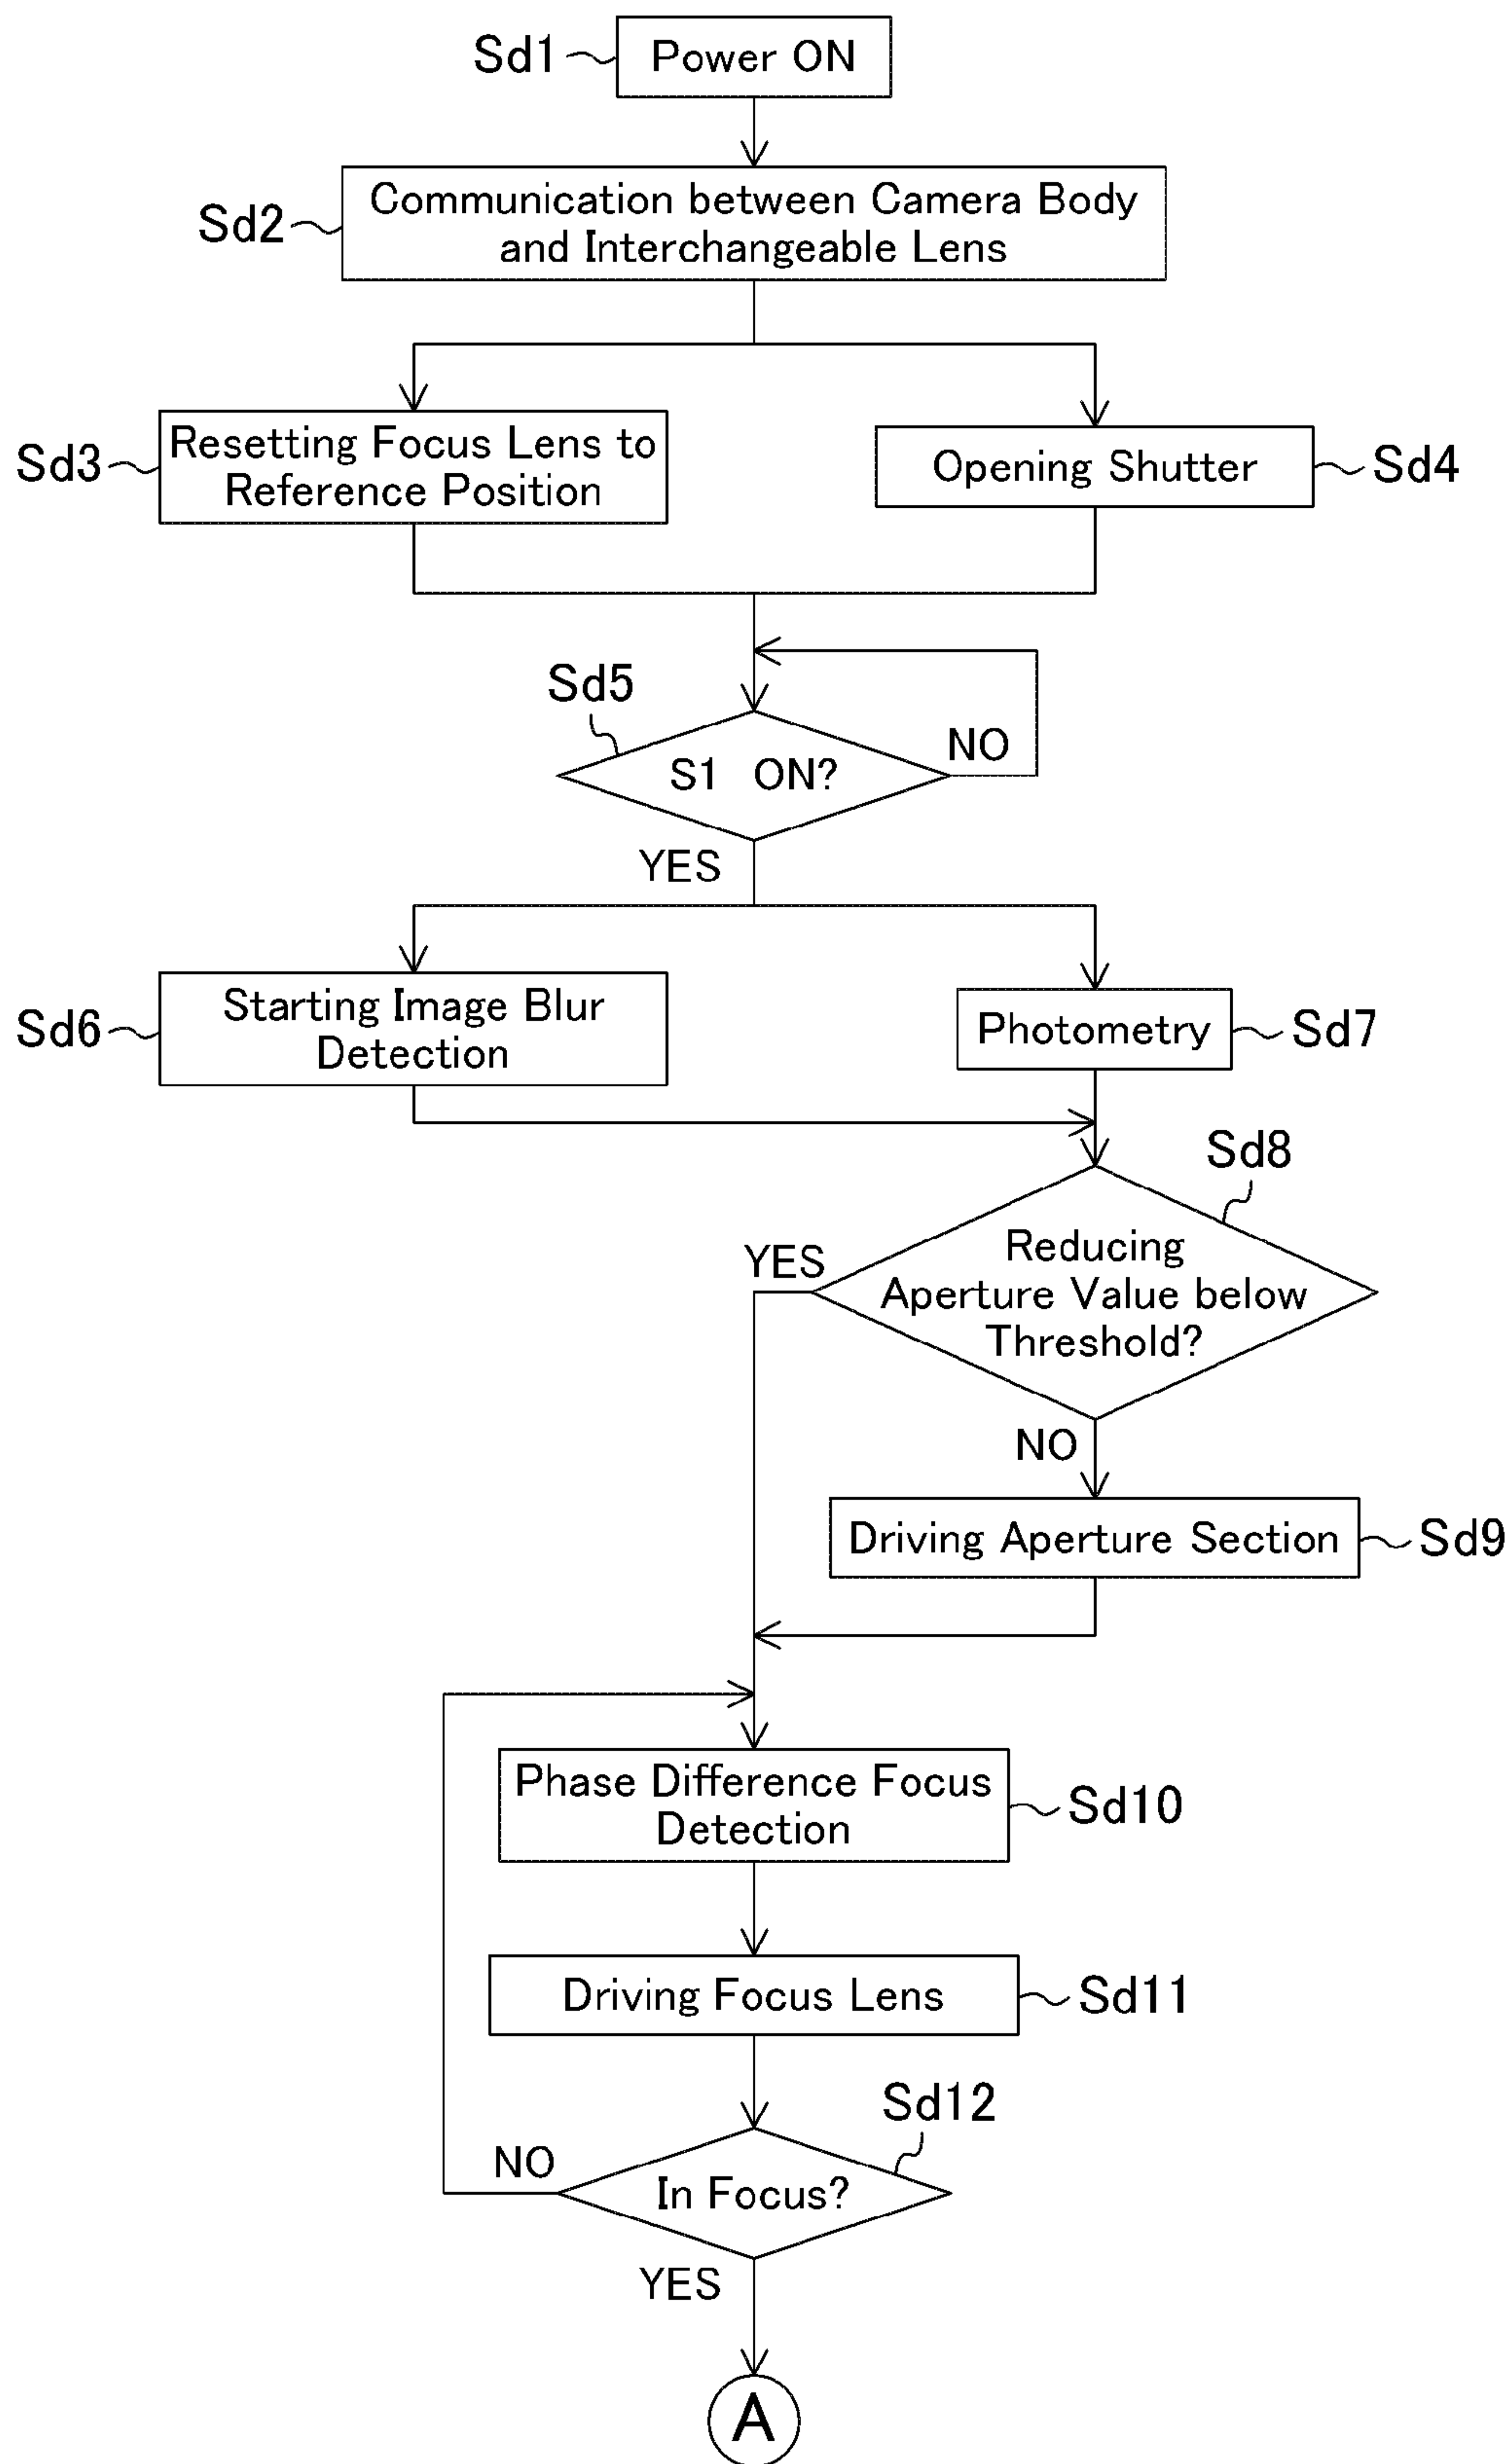 Sd1
Power ON
Sd2
Communication between Camera Body
and Interchangeable Lens
Sd3
Resetting Focus Lens to
Reference Position
Opening Shutter
Sd4
Sd5
S1 ON?
NO
YES
Sd6
Starting Image Blur
Detection
Photometry
Sd7
Sd8
Reducing
Aperture Value below
Threshold?
YES
NO
Driving Aperture Section
Sd9
Phase Difference Focus
Detection
Sd10
Driving Focus Lens
Sd11
Sd12
In Focus?
NO
YES
A